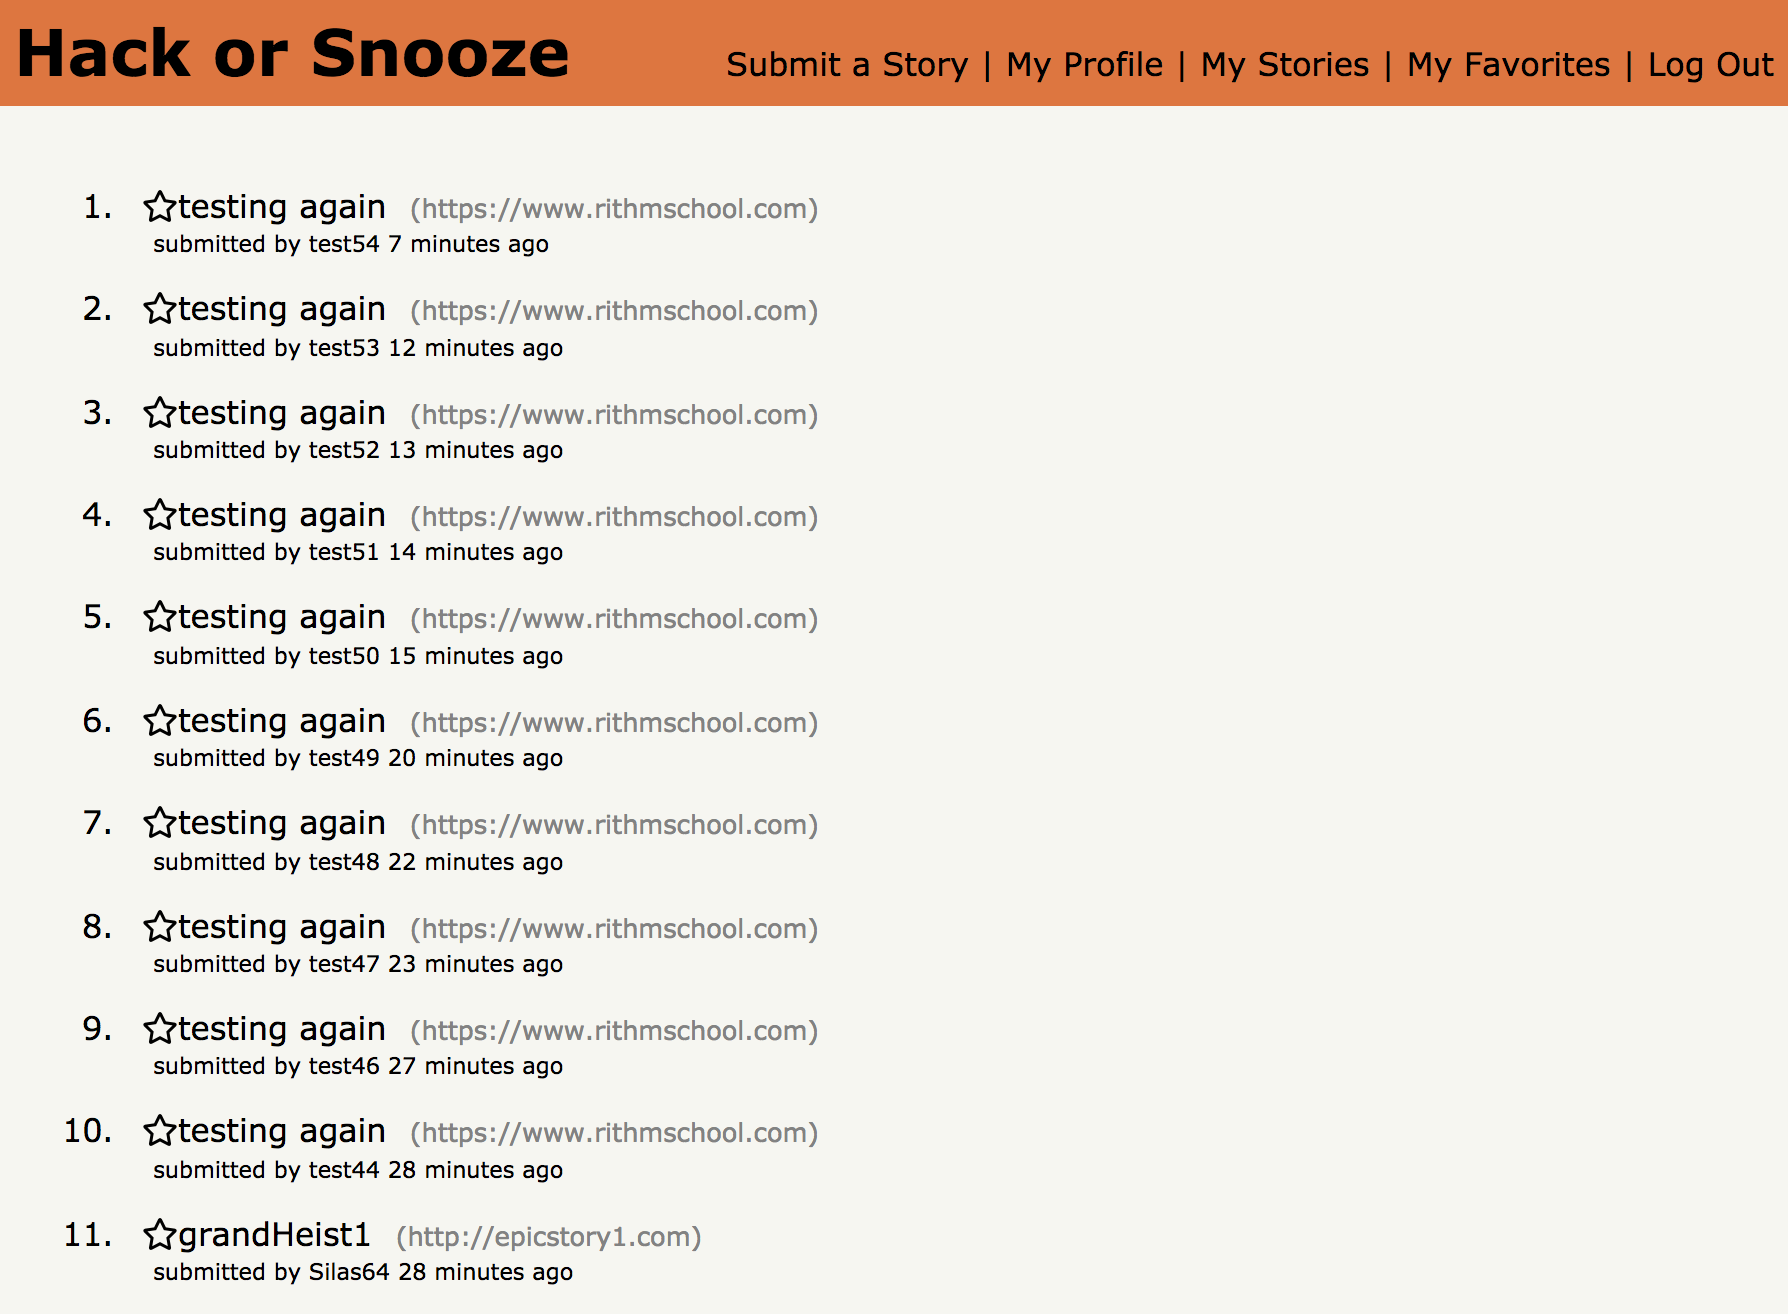 Hack or Snooze
Submit a Story | My Profile | My Stories | My Favorites | Log Out
1. testing again (https://www.rithmschool.com)
submitted by test54 7 minutes ago
2. testing again (https://www.rithmschool.com)
submitted by test53 12 minutes ago
3. testing again (https://www.rithmschool.com)
submitted by test52 13 minutes ago
4. testing again (https://www.rithmschool.com)
submitted by test51 14 minutes ago
5. testing again (https://www.rithmschool.com)
submitted by test50 15 minutes ago
6. testing again (https://www.rithmschool.com)
submitted by test49 20 minutes ago
7. testing again (https://www.rithmschool.com)
submitted by test48 22 minutes ago
8. testing again (https://www.rithmschool.com)
submitted by test47 23 minutes ago
9. testing again (https://www.rithmschool.com)
submitted by test46 27 minutes ago
10. testing again (https://www.rithmschool.com)
submitted by test44 28 minutes ago
11. grandHeist1 (http://epicstory1.com)
submitted by Silas64 28 minutes ago